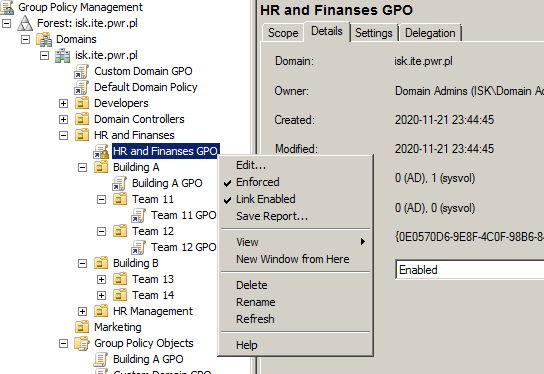 Group Policy Management
Forest: isk.ite.pwr.pl
Domains
isk.ite.pwr.pl
Custom Domain GPO
Default Domain Policy
Developers
Domain Controllers
HR and Finanses
HR and Finanses GPO
Building A
Building A GPO
Team 11
Team 11 GPO
Team 12
Team 12 GPO
Building B
Team 13
Team 14
HR Management
Marketing
Group Policy Objects
Building A GPO
Custom Domain GPO
HR and Finanses GPO
Scope Details Settings Delegation
Domain: isk.ite.pwr.pl
Owner: Domain Admins (ISK\Domain
Created: 2020-11-21 23:44:45
Modified: 2020-11-21 23:44:45
0 (AD), 1 (sysvol)
0 (AD), 0 (sysvol)
{0E0570D6-9E8F-4C0F-98B6-8
Enabled
Edit...
Enforced
Link Enabled
Save Report...
View
New Window from Here
Delete
Rename
Refresh
Help